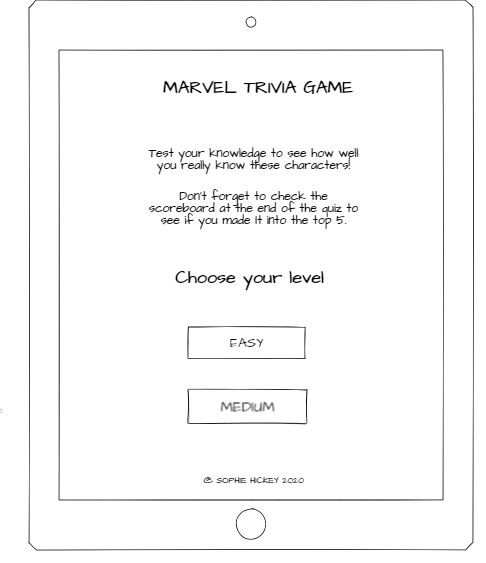 MARVEL TRIVIA GAME
Test your knowledge to see how well
you really know these characters!
Don't forget to check the
scoreboard at the end of the quiz to
see if you made it into the top 5.
Choose your level
EASY
MEDIUM
© SOPHIE HICKEY 2020